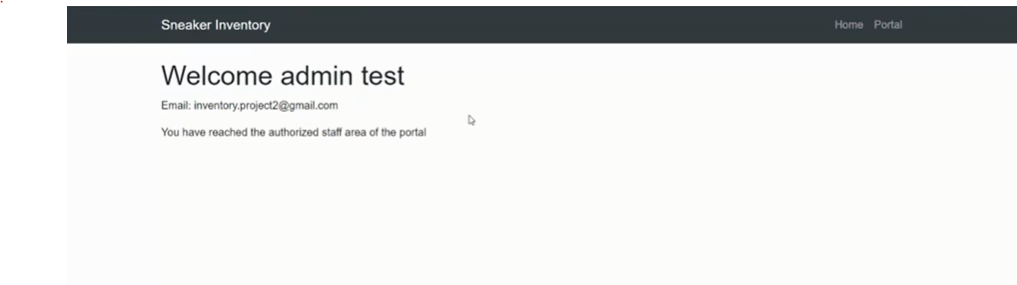 Sneaker Inventory
Home Portal
Welcome admin test
Email: inventory.project2@gmail.com
You have reached the authorized staff area of the portal